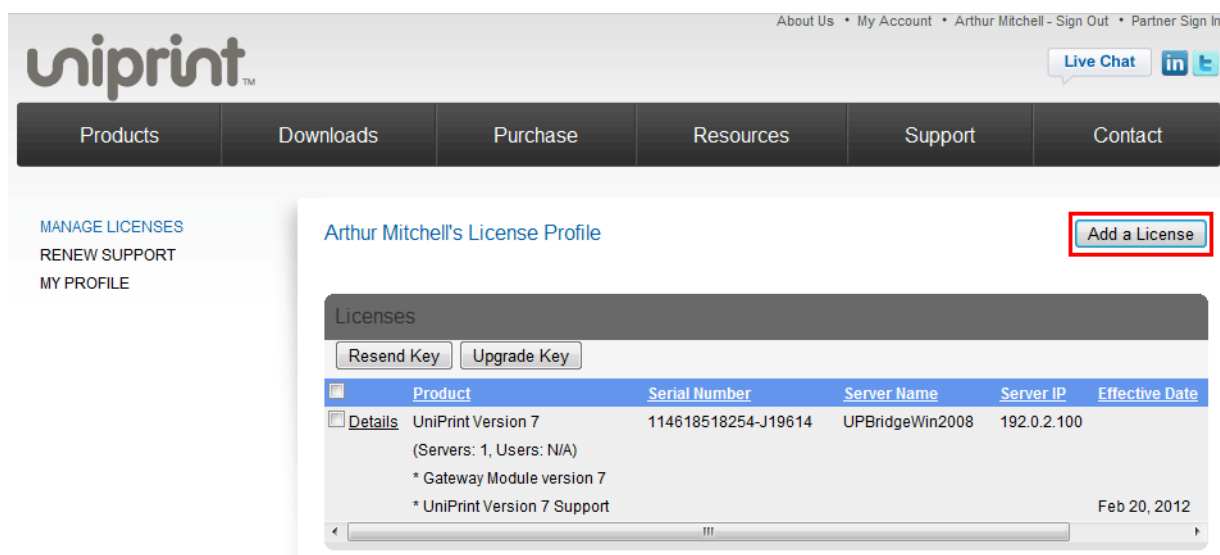 About Us • My Account • Arthur Mitchell - Sign Out • Partner Sign In
uniprint™
Live Chat in t
Products Downloads Purchase Resources Support Contact
MANAGE LICENSES
RENEW SUPPORT
MY PROFILE
Arthur Mitchell's License Profile Add a License
Licenses
Resend Key Upgrade Key
Product Serial Number Server Name Server IP Effective Date
Details UniPrint Version 7 114618518254-J19614 UPBridgeWin2008 192.0.2.100
(Servers: 1, Users: N/A)
* Gateway Module version 7
* UniPrint Version 7 Support Feb 20, 2012